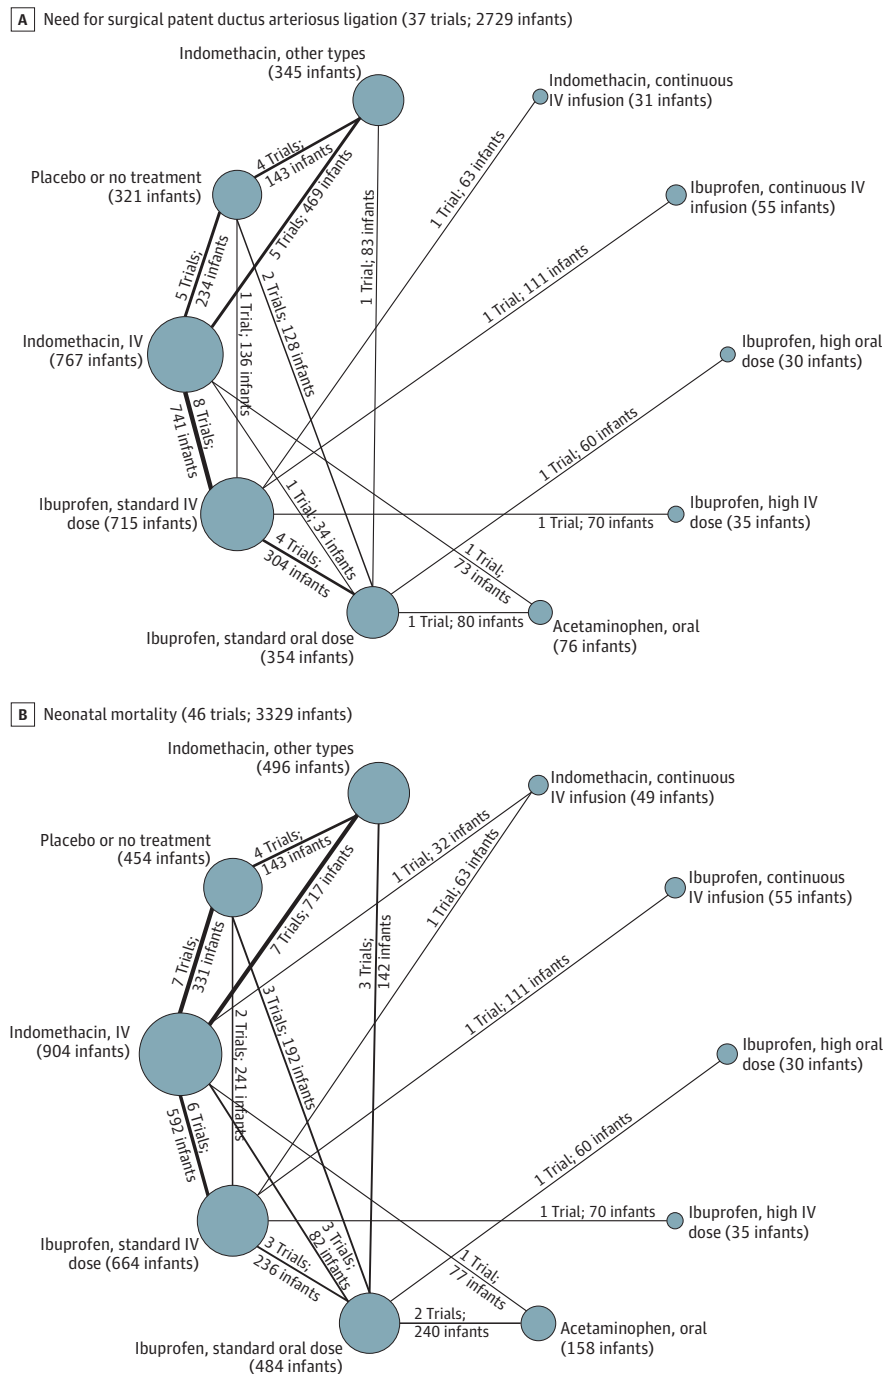 A Need for surgical patent ductus arteriosus ligation (37 trials; 2729 infants)
Indomethacin, other types
(345 infants)
Indomethacin, continuous
IV infusion (31 infants)
Placebo or no treatment
(321 infants)
Ibuprofen, continuous IV
infusion (55 infants)
Indomethacin, IV
(767 infants)
Ibuprofen, high oral
dose (30 infants)
Ibuprofen, standard IV
dose (715 infants)
Ibuprofen, high IV
dose (35 infants)
Ibuprofen, standard oral dose
(354 infants)
Acetaminophen, oral
(76 infants)
4 Trials;
143 infants
5 Trials; 469 infants
1 Trial; 83 infants
1 Trial; 63 infants
5 Trials;
234 infants
1 Trial; 136 infants
2 Trials; 128 infants
1 Trial; 111 infants
8 Trials;
741 infants
1 Trial; 60 infants
1 Trial; 34 infants
1 Trial; 70 infants
4 Trials;
304 infants
1 Trial;
73 infants
1 Trial; 80 infants
B Neonatal mortality (46 trials; 3329 infants)
Indomethacin, other types
(496 infants)
Indomethacin, continuous
IV infusion (49 infants)
Placebo or no treatment
(454 infants)
Ibuprofen, continuous
IV infusion (55 infants)
Indomethacin, IV
(904 infants)
Ibuprofen, high oral
dose (30 infants)
Ibuprofen, standard IV
dose (664 infants)
Ibuprofen, high IV
dose (35 infants)
Ibuprofen, standard oral dose
(484 infants)
Acetaminophen, oral
(158 infants)
4 Trials;
143 infants
7 Trials; 717 infants
1 Trial; 32 infants
1 Trial; 63 infants
3 Trials;
142 infants
7 Trials;
331 infants
2 Trials; 241 infants
3 Trials; 192 infants
1 Trial; 111 infants
6 Trials;
592 infants
1 Trial; 60 infants
1 Trial; 70 infants
3 Trials;
82 infants
3 Trials;
236 infants
1 Trial;
77 infants
2 Trials;
240 infants